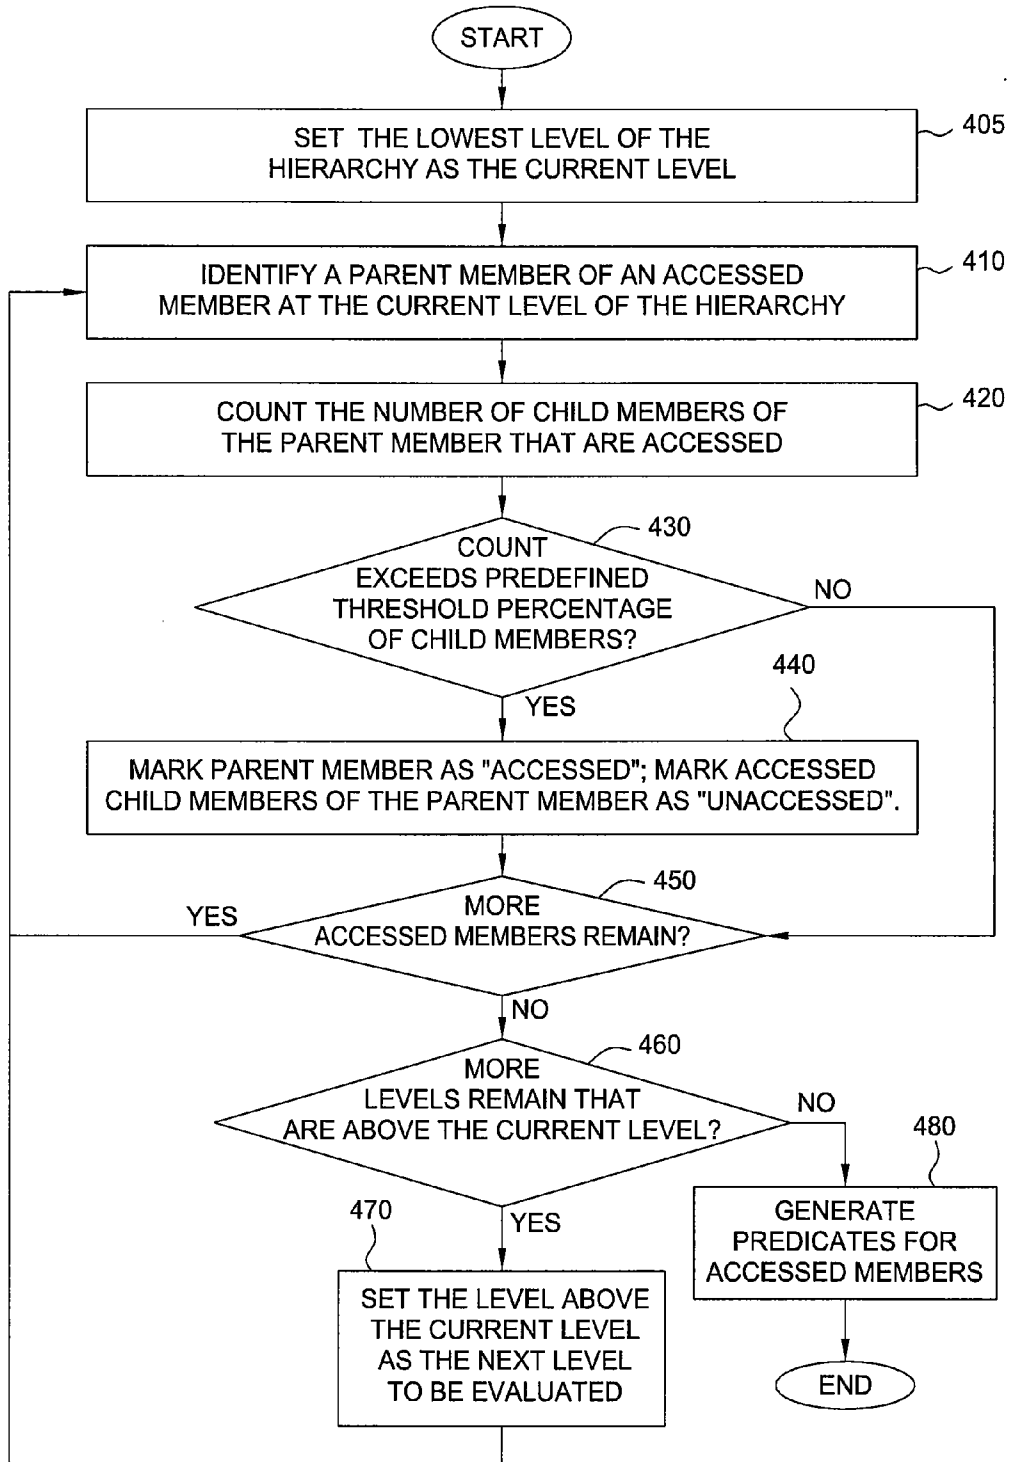 START
SET THE LOWEST LEVEL OF THE
HIERARCHY AS THE CURRENT LEVEL
405
IDENTIFY A PARENT MEMBER OF AN ACCESSED
MEMBER AT THE CURRENT LEVEL OF THE HIERARCHY
410
COUNT THE NUMBER OF CHILD MEMBERS OF
THE PARENT MEMBER THAT ARE ACCESSED
420
430
COUNT
EXCEEDS PREDEFINED
THRESHOLD PERCENTAGE
OF CHILD MEMBERS?
NO
YES
440
MARK PARENT MEMBER AS "ACCESSED"; MARK ACCESSED
CHILD MEMBERS OF THE PARENT MEMBER AS "UNACCESSED".
450
MORE
ACCESSED MEMBERS REMAIN?
YES
NO
460
MORE
LEVELS REMAIN THAT
ARE ABOVE THE CURRENT LEVEL?
NO
YES
480
GENERATE
PREDICATES FOR
ACCESSED MEMBERS
470
SET THE LEVEL ABOVE
THE CURRENT LEVEL
AS THE NEXT LEVEL
TO BE EVALUATED
END